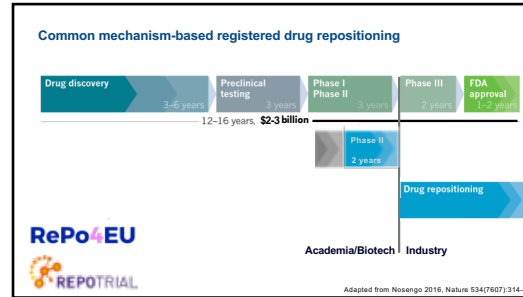 Common mechanism-based registered drug repositioning
Drug discovery
3–6 years
Preclinical
testing
3 years
Phase I
Phase II
3 years
Phase III
2 years
FDA
approval
1–2 years
12–16 years, $2-3 billion
Phase II
2 years
Drug repositioning
RePo4EU
REPOTRIAL
Academia/Biotech
Industry
Adapted from Nosengo 2016, Nature 534(7607):314-